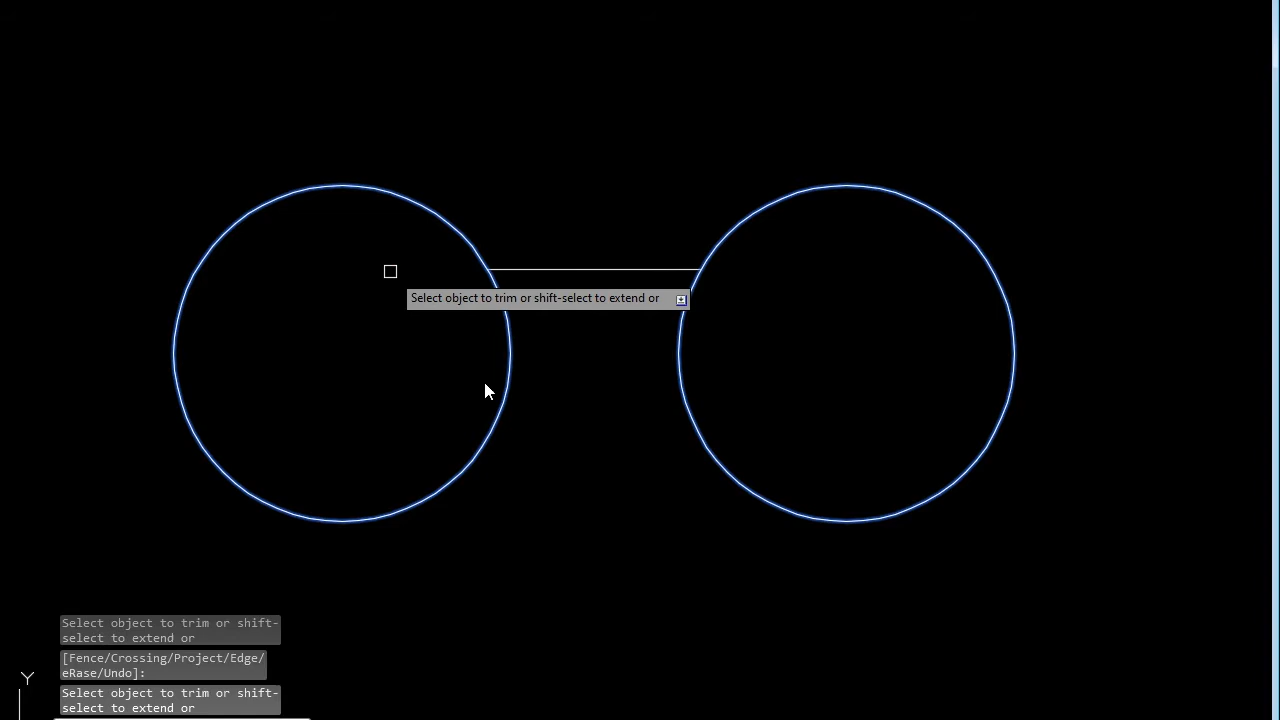 Select object to trim or shift-select to extend or
Select object to trim or shift-
select to extend or
[Fence/Crossing/Project/Edge/
eRase/Undo]:
Select object to trim or shift-
select to extend or
Y